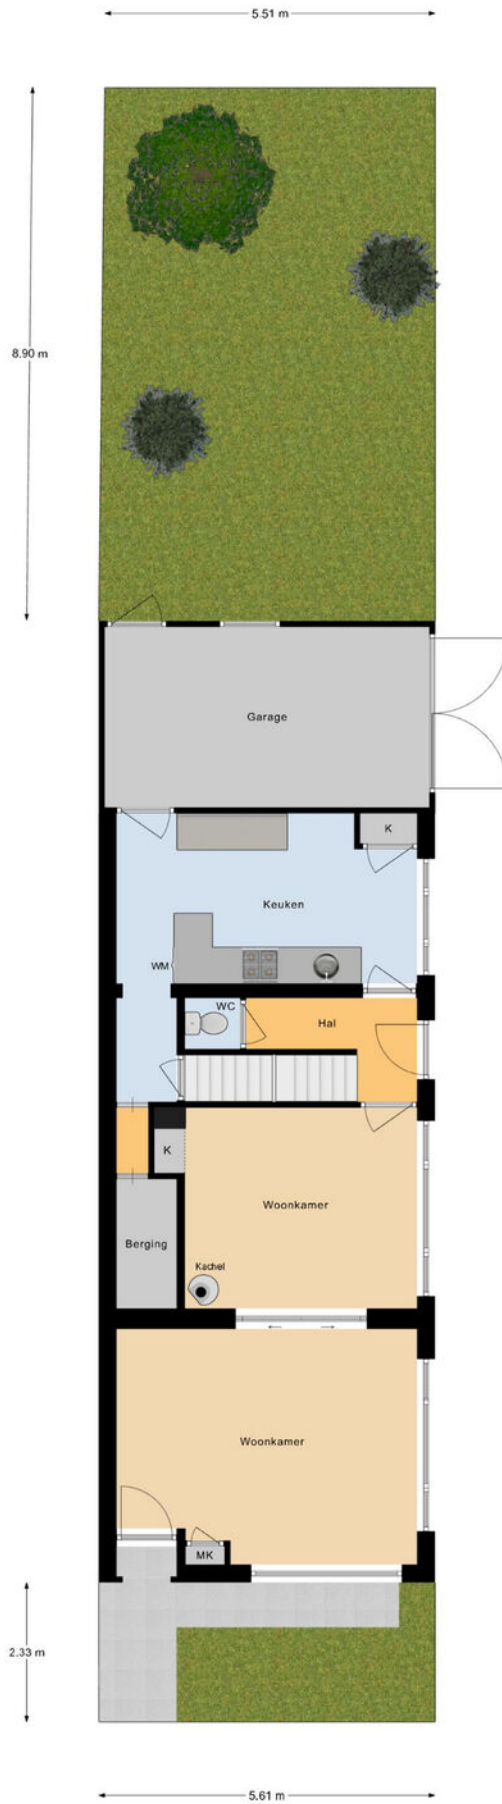 5.51 m
8.90 m
Garage
K
Keuken
WM
WC
Hal
K
Woonkamer
Berging
Kachel
Woonkamer
MK
2.33 m
5.61 m